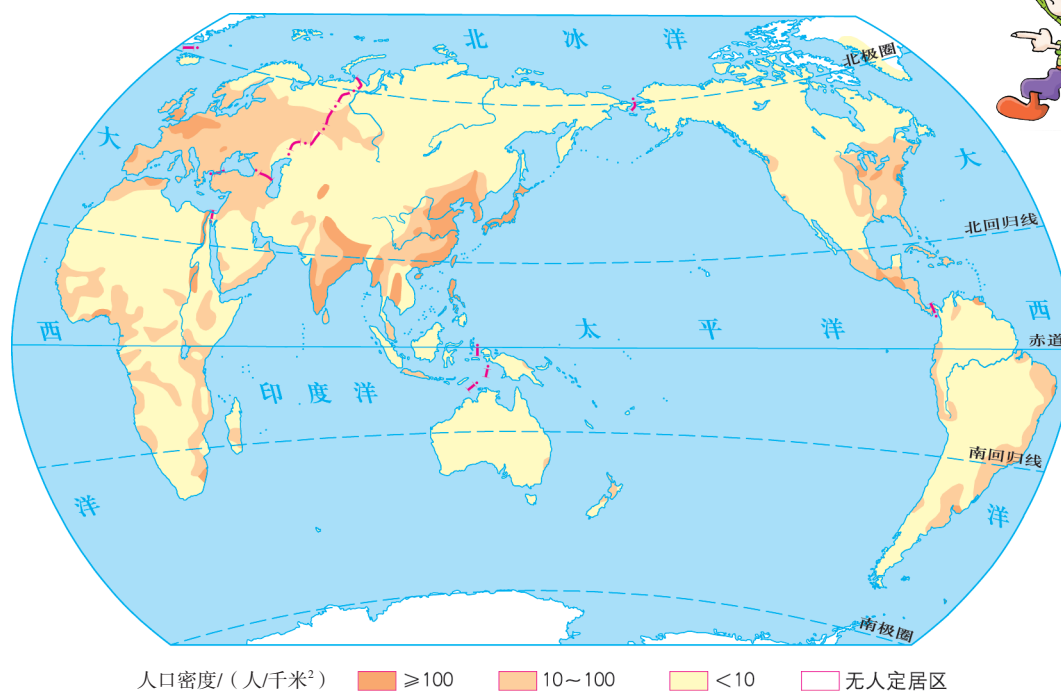 北冰洋
北极圈
大
大
北回归线
西
太平洋
西
赤道
印度洋
南回归线
洋
洋
南极圈
人口密度/（人/千米²） ≥100 10～100 <10 无人定居区